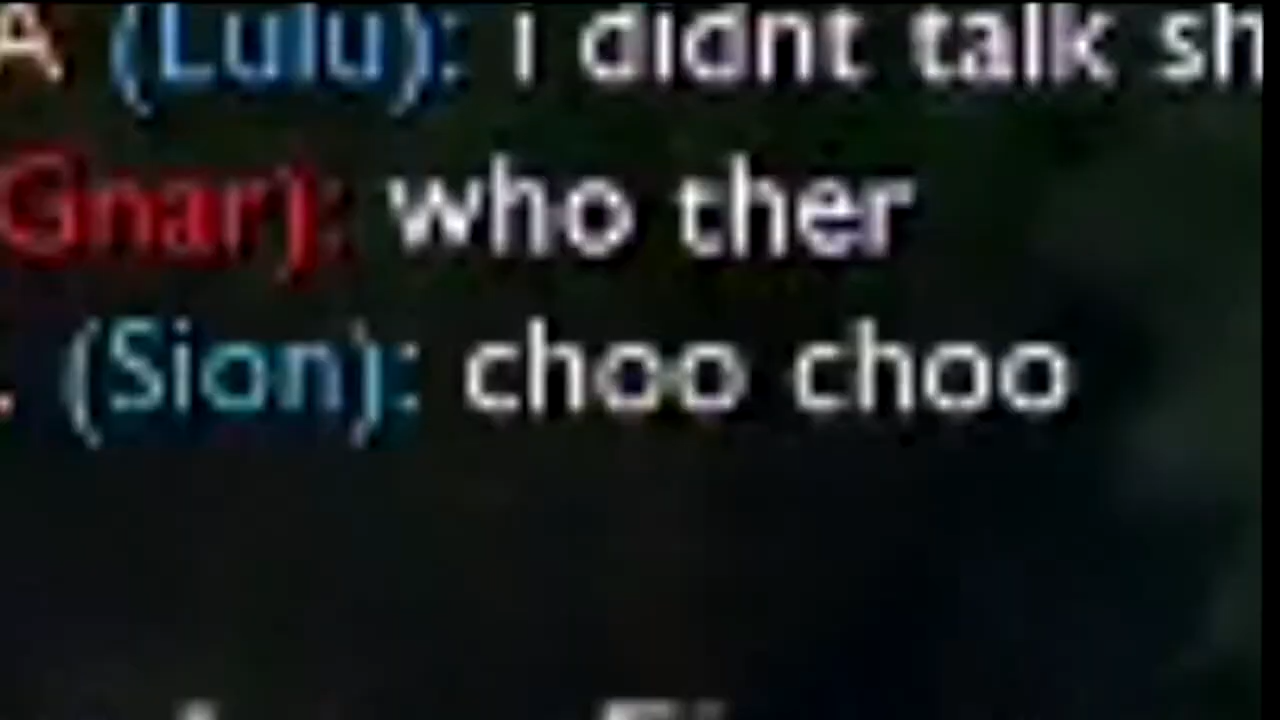 A (Lulu): i didnt talk sh
Gnar): who ther
. (Sion): choo choo